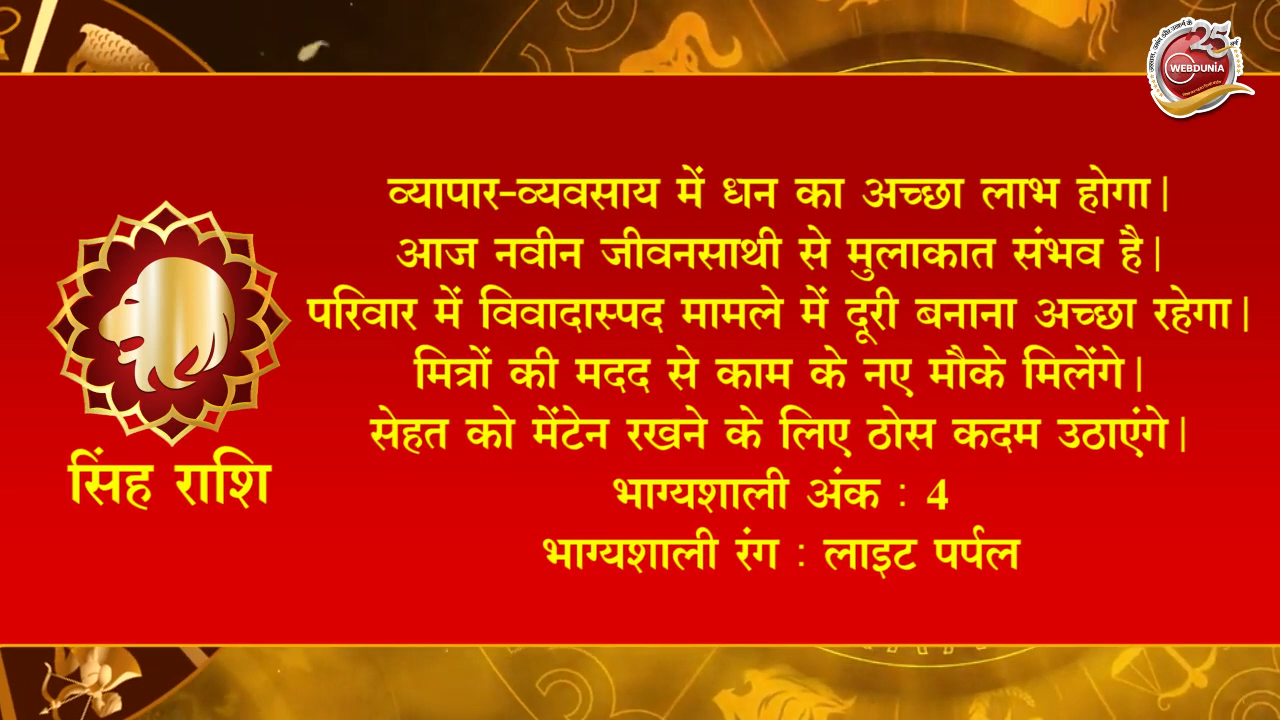 25
WEBDUNIA
व्यापार-व्यवसाय में धन का अच्छा लाभ होगा|
आज नवीन जीवनसाथी से मुलाकात संभव है|
परिवार में विवादास्पद मामले में दूरी बनाना अच्छा रहेगा|
मित्रों की मदद से काम के नए मौके मिलेंगे|
सेहत को मेंटेन रखने के लिए ठोस कदम उठाएंगे|
भाग्यशाली अंक : 4
भाग्यशाली रंग : लाइट पर्पल
सिंह राशि